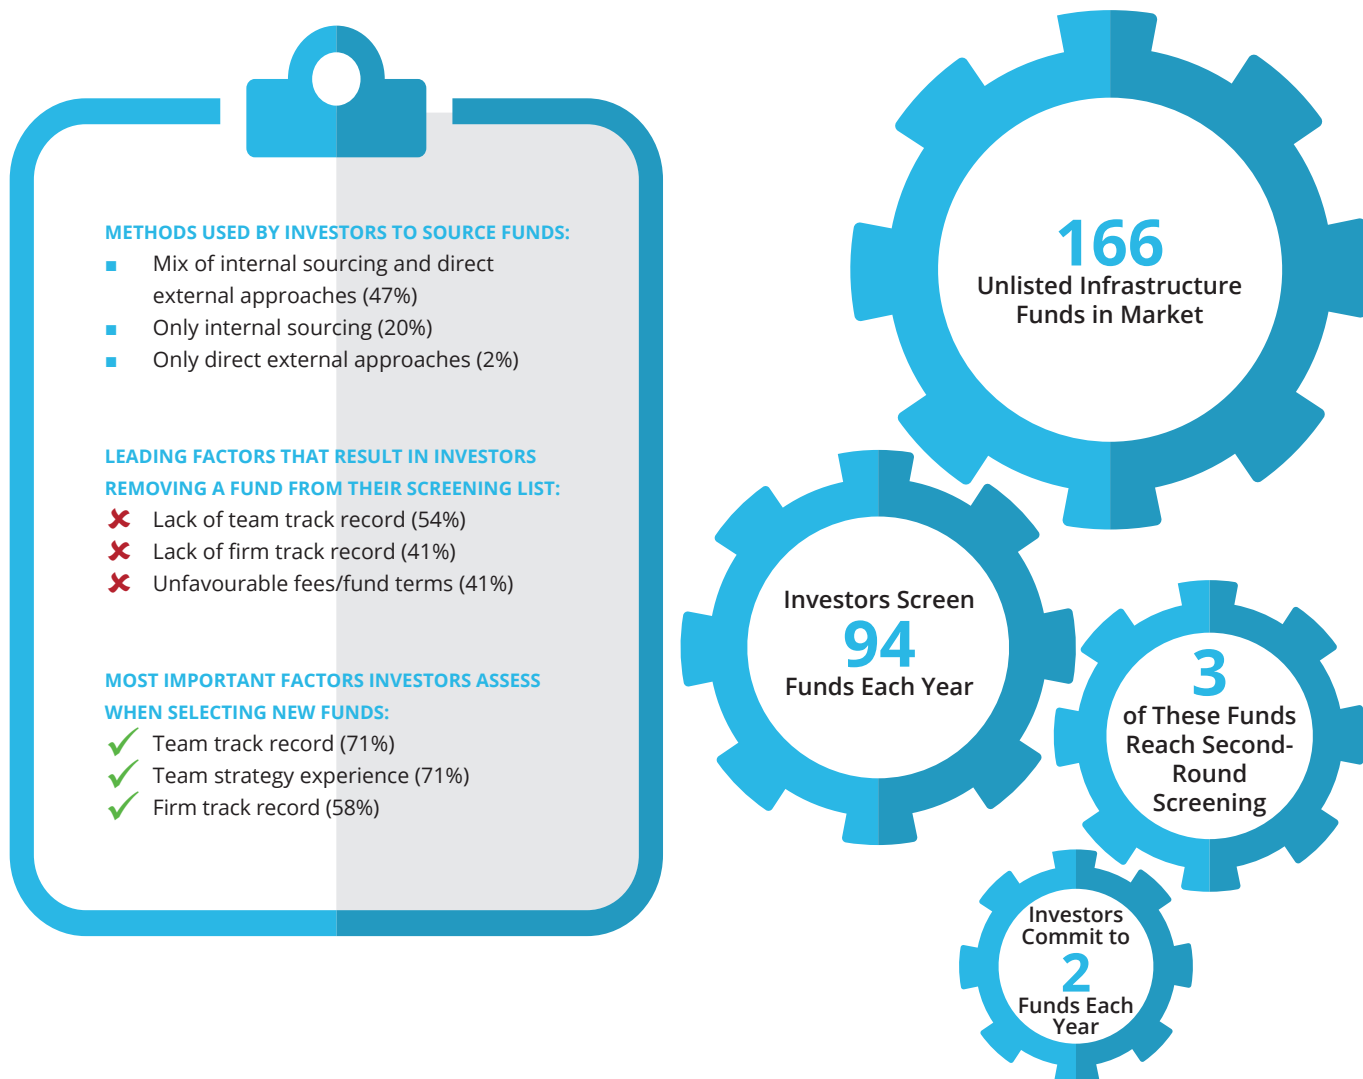 METHODS USED BY INVESTORS TO SOURCE FUNDS:
Mix of internal sourcing and direct
external approaches (47%)
Only internal sourcing (20%)
Only direct external approaches (2%)
LEADING FACTORS THAT RESULT IN INVESTORS
REMOVING A FUND FROM THEIR SCREENING LIST:
Lack of team track record (54%)
Lack of firm track record (41%)
Unfavourable fees/fund terms (41%)
MOST IMPORTANT FACTORS INVESTORS ASSESS
WHEN SELECTING NEW FUNDS:
Team track record (71%)
Team strategy experience (71%)
Firm track record (58%)
166
Unlisted Infrastructure
Funds in Market
Investors Screen
94
Funds Each Year
3
of These Funds
Reach Second-
Round
Screening
Investors
Commit to
2
Funds Each
Year